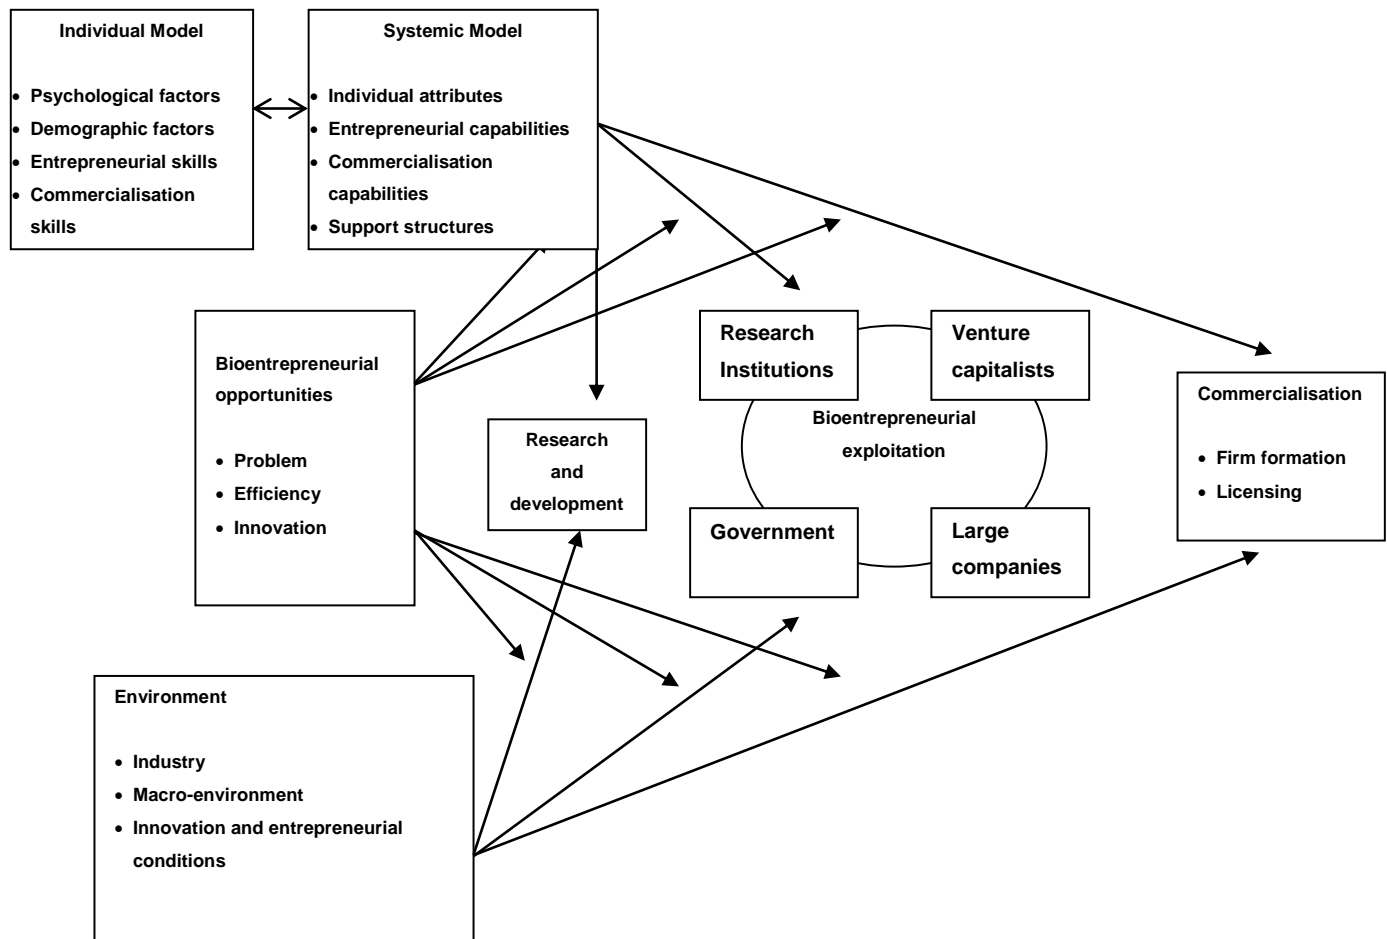 Individual Model
• Psychological factors
• Demographic factors
• Entrepreneurial skills
• Commercialisation
skills
Systemic Model
• Individual attributes
• Entrepreneurial capabilities
• Commercialisation
capabilities
• Support structures
Bioentrepreneurial
opportunities
• Problem
• Efficiency
• Innovation
Research
and
development
Research
Institutions
Venture
capitalists
Bioentrepreneurial
exploitation
Government
Large
companies
Commercialisation
• Firm formation
• Licensing
Environment
• Industry
• Macro-environment
• Innovation and entrepreneurial
conditions